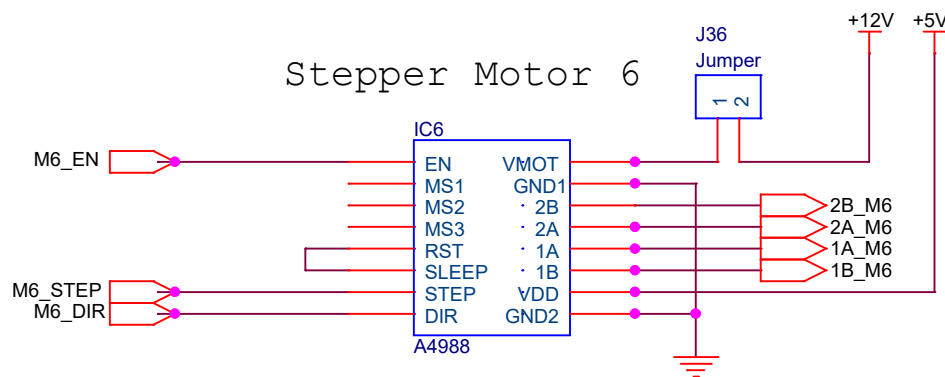 +12V
+5V
J36
Jumper
Stepper Motor 6
1
2
IC6
M6_EN
EN
VMOT
MS1
GND1
MS2
2B
2B_M6
MS3
2A
2A_M6
RST
1A
1A_M6
SLEEP
1B
1B_M6
M6_STEP
STEP
VDD
M6_DIR
DIR
GND2
A4988